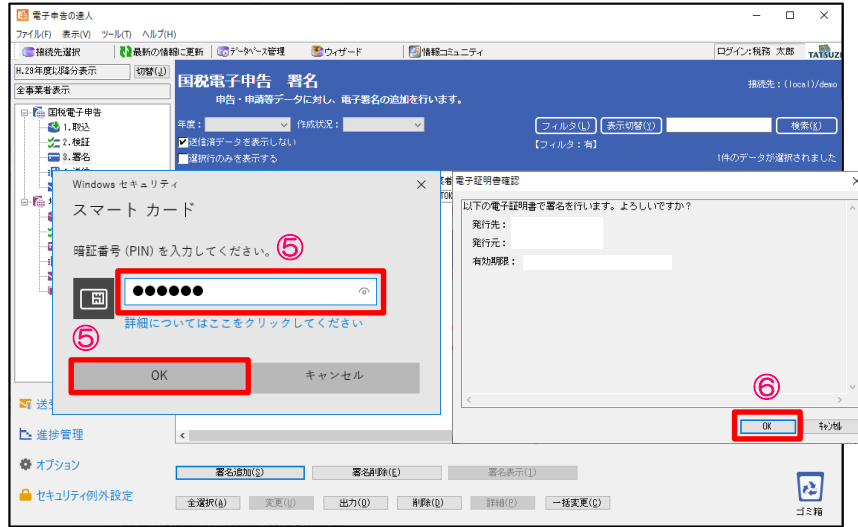 電子申告の達人
ファイル(F) 表示(V) ツール(T) ヘルプ(H)
接続先選択 最新の情報に更新 データベース管理 ウィザード 情報コミュニティ ログイン:税務 太郎 TATSUZI
H.29年度以降分表示 切替(J)
全事業者表示
国税電子申告
1.取込
2.検証
3.署名
国税電子申告 署名
申告・申請等データに対し、電子署名の追加を行います。
接続先:(local)/demo
年度: 作成状況:
フィルタ(L) 表示切替(Y) 検索(K)
送信済データを表示しない
【フィルタ:有】
選択行のみを表示する
1件のデータが選択されました
Windows セキュリティ
スマート カード
暗証番号 (PIN) を入力してください。 ⑤
●●●●●●
詳細についてはここをクリックしてください
⑤
OK キャンセル
電子証明書確認
以下の電子証明書で署名を行います。よろしいですか?
発行先:
発行元:
有効期限:
⑥
OK キャンセル
進捗管理
オプション
セキュリティ例外設定
署名追加(S) 署名削除(E) 署名表示(I)
全選択(A) 変更(U) 出力(O) 削除(D) 詳細(P) 一括変更(C)
ゴミ箱